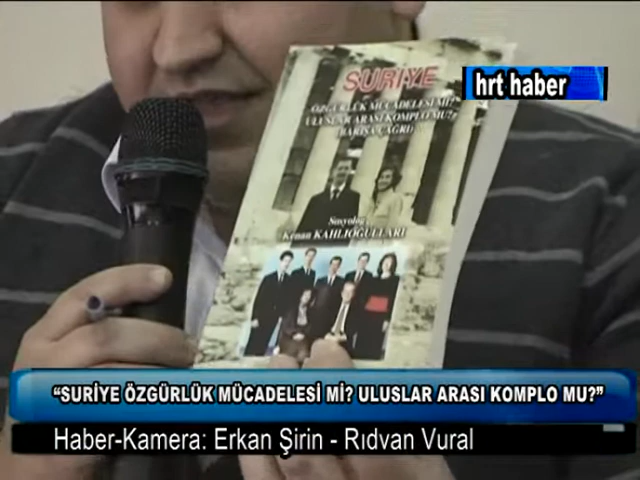 hrt haber
SURİYE
ÖZGÜRLÜK MÜCADELESİ Mİ?
ULUSLAR ARASI KOMPLO MU?
(BARIŞA ÇAĞRI)
Sosyolog
Kenan KAHLIOĞULLARI
“SURİYE ÖZGÜRLÜK MÜCADELESİ Mİ? ULUSLAR ARASI KOMPLO MU?”
Haber-Kamera: Erkan Şirin - Rıdvan Vural